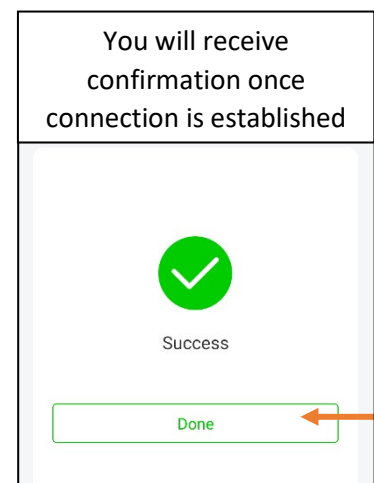 You will receive
confirmation once
connection is established
Success
Done